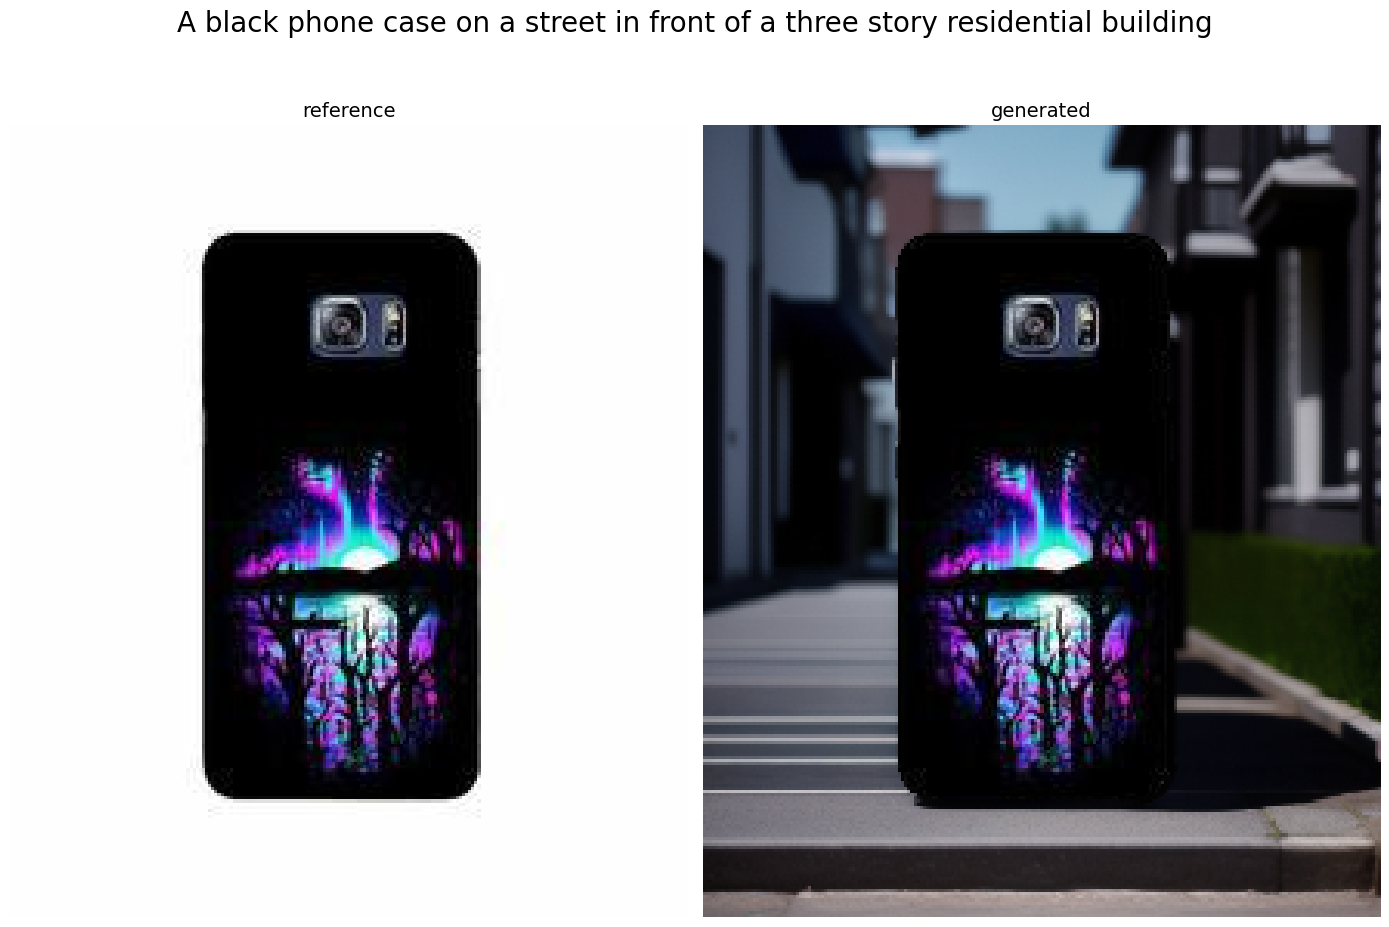 A black phone case on a street in front of a three story residential building
reference
generated